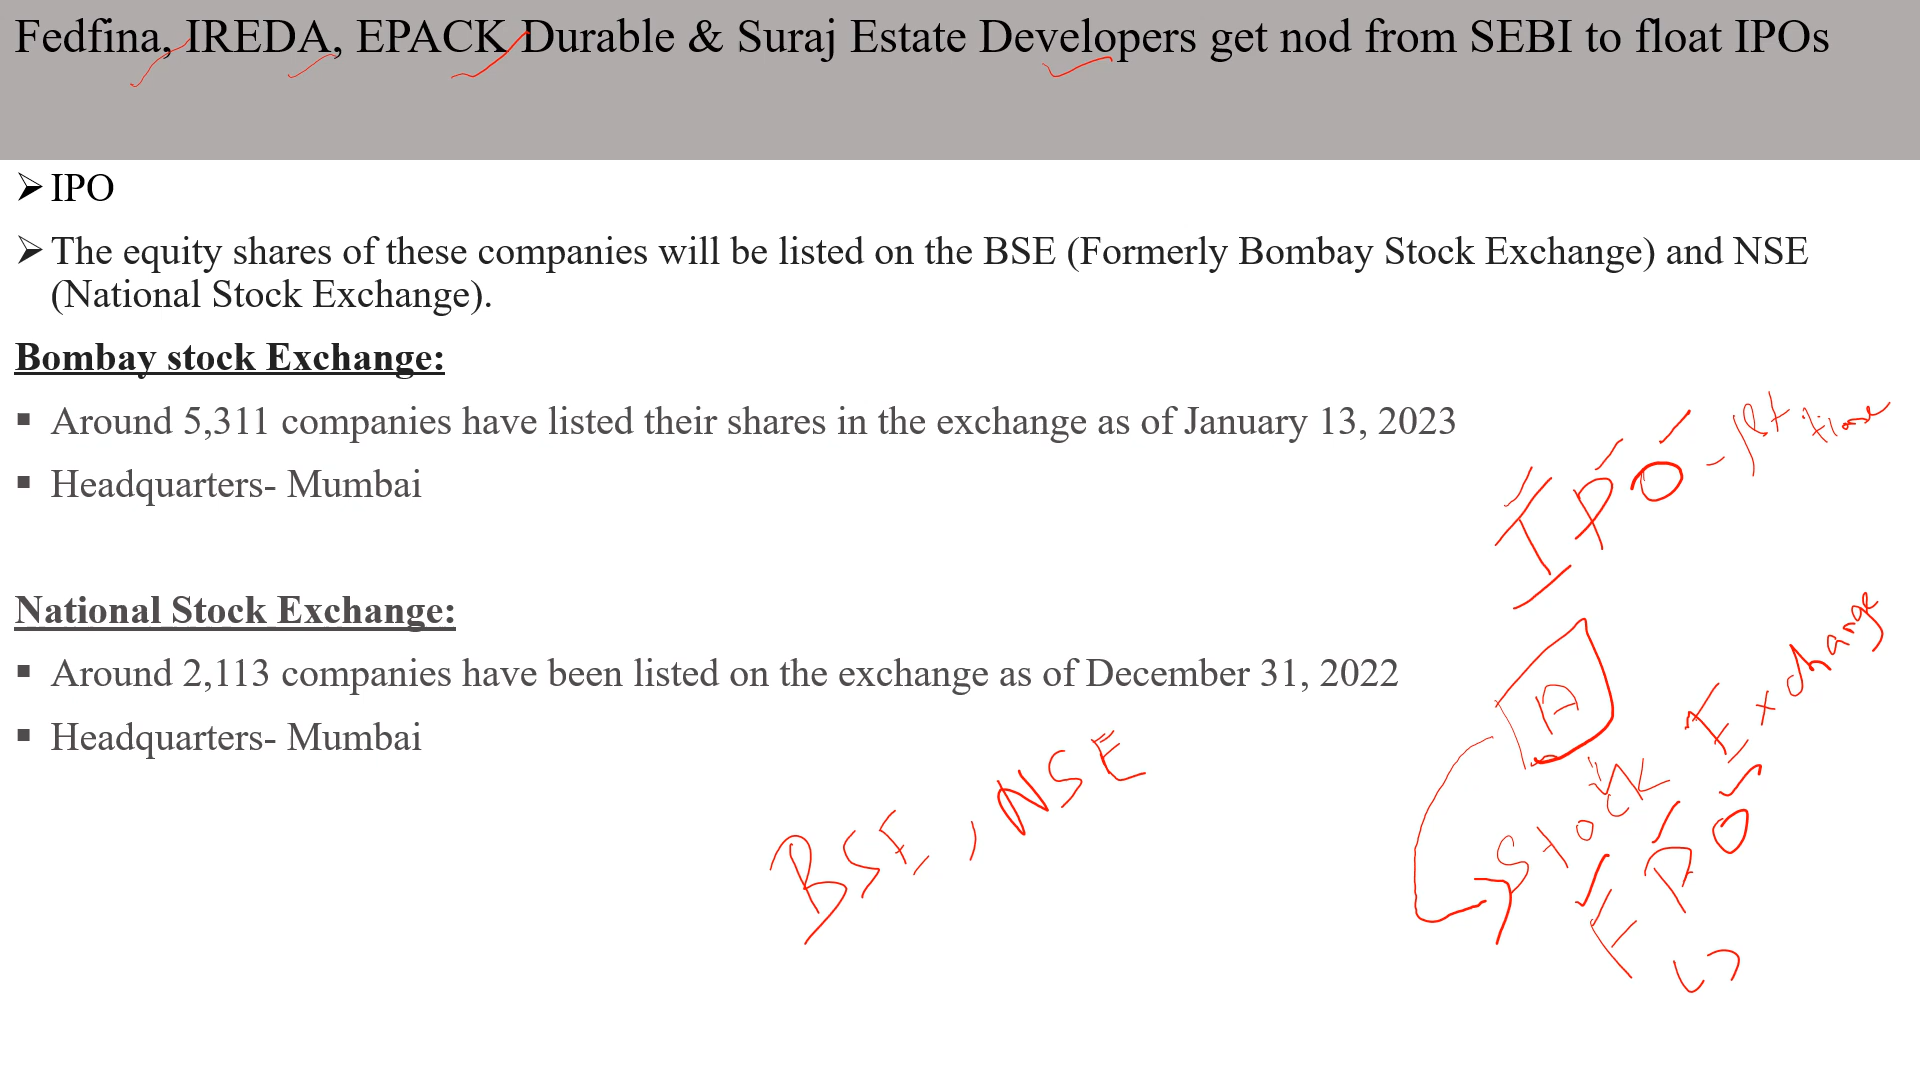 Fedfina, IREDA, EPACK Durable & Suraj Estate Developers get nod from SEBI to float IPOs
➢ IPO
➢ The equity shares of these companies will be listed on the BSE (Formerly Bombay Stock Exchange) and NSE
(National Stock Exchange).
Bombay stock Exchange:
▪ Around 5,311 companies have listed their shares in the exchange as of January 13, 2023
▪ Headquarters- Mumbai
IPO - 1st time
National Stock Exchange:
▪ Around 2,113 companies have been listed on the exchange as of December 31, 2022
▪ Headquarters- Mumbai
A
Stock Exchange
BSE, NSE
FPO